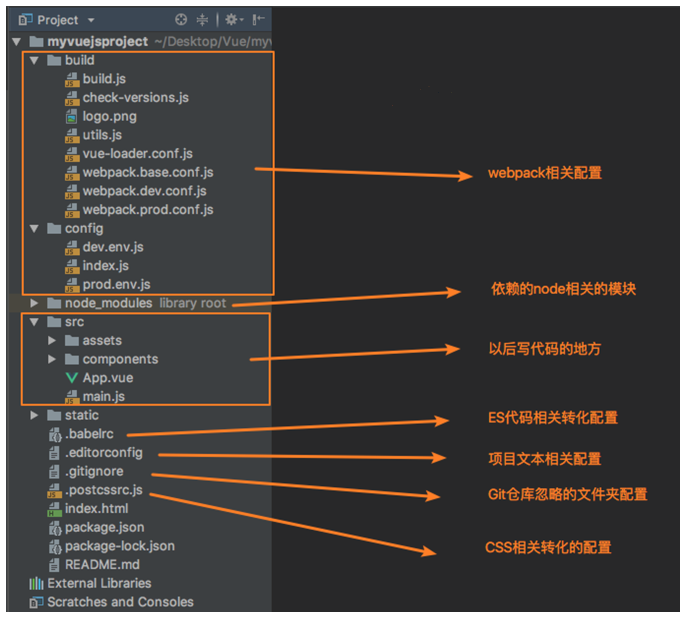 Project
myvuejsproject ~/Desktop/Vue/myv
build
build.js
check-versions.js
logo.png
utils.js
vue-loader.conf.js
webpack.base.conf.js
webpack.dev.conf.js
webpack.prod.conf.js
config
dev.env.js
index.js
prod.env.js
node_modules library root
src
assets
components
App.vue
main.js
static
.babelrc
.editorconfig
.gitignore
.postcssrc.js
index.html
package.json
package-lock.json
README.md
External Libraries
Scratches and Consoles
webpack相关配置
依赖的node相关的模块
以后写代码的地方
ES代码相关转化配置
项目文本相关配置
Git仓库忽略的文件夹配置
CSS相关转化的配置